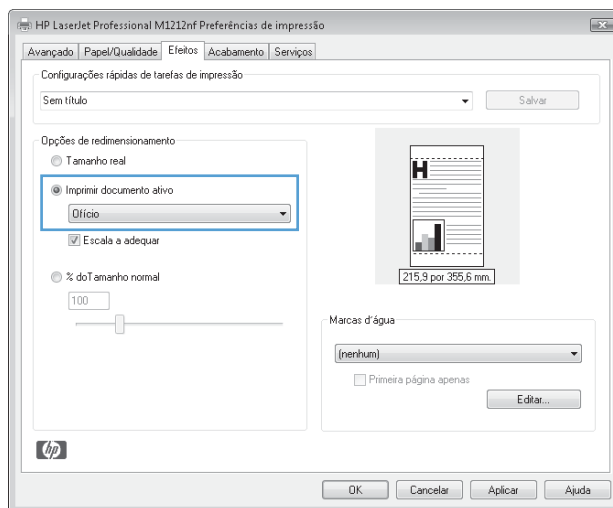 HP LaserJet Professional M1212nf Preferências de impressão
Avançado Papel/Qualidade Efeitos Acabamento Serviços
Configurações rápidas de tarefas de impressão
Sem título
Salvar
Opções de redimensionamento
Tamanho real
Imprimir documento ativo
Ofício
Escala a adequar
% doTamanho normal
100
H
215,9 por 355,6 mm.
Marcas d'água
(nenhum)
Primeira página apenas
Editar...
hp
OK Cancelar Aplicar Ajuda